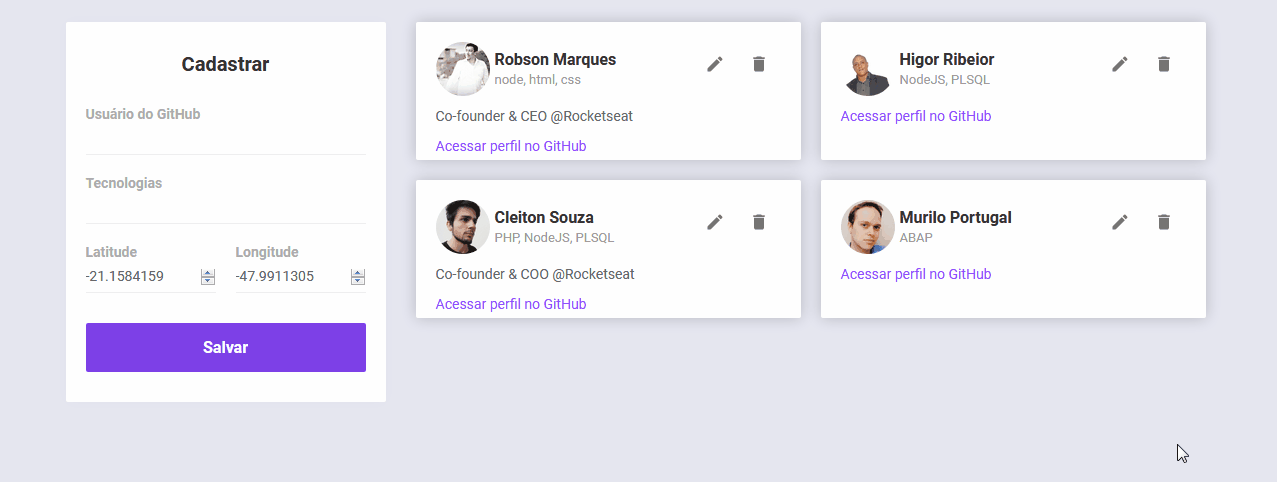 Cadastrar
Usuário do GitHub
Tecnologias
Latitude
Longitude
-21.1584159
-47.9911305
Salvar
Robson Marques
node, html, css
Co-founder & CEO @Rocketseat
Acessar perfil no GitHub
Higor Ribeior
NodeJS, PLSQL
Acessar perfil no GitHub
Cleiton Souza
PHP, NodeJS, PLSQL
Co-founder & COO @Rocketseat
Acessar perfil no GitHub
Murilo Portugal
ABAP
Acessar perfil no GitHub